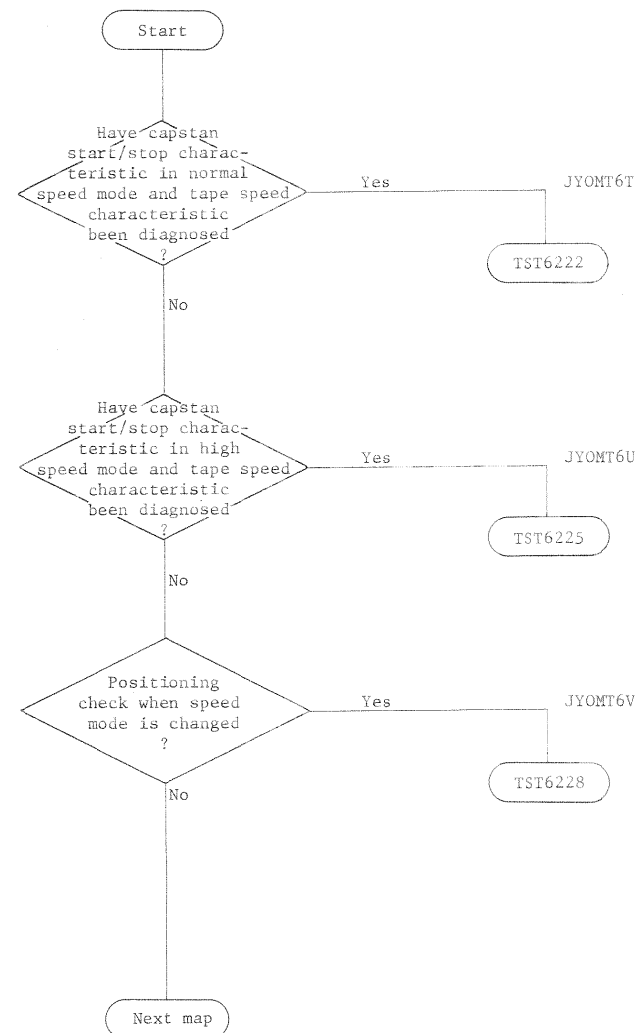 Start
Have capstan
start/stop charac-
teristic in normal
speed mode and tape speed
characteristic
been diagnosed
?
Yes
JYOMT6T
TST6222
No
Have capstan
start/stop charac-
teristic in high
speed mode and tape speed
characteristic
been diagnosed
?
Yes
JYOMT6U
TST6225
No
Positioning
check when speed
mode is changed
?
Yes
JYOMT6V
TST6228
No
Next map